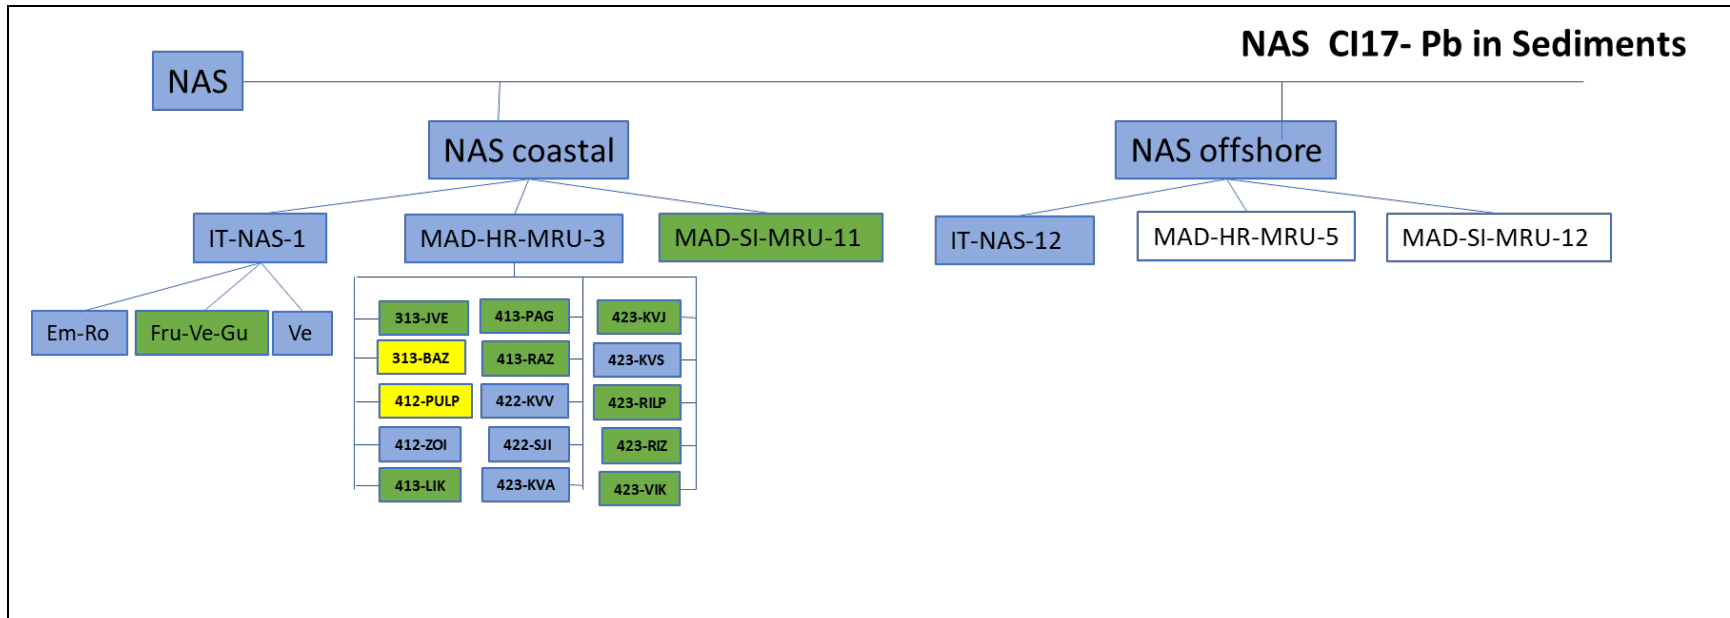 NAS CI17- Pb in Sediments
NAS
NAS coastal
NAS offshore
IT-NAS-1
MAD-HR-MRU-3
MAD-SI-MRU-11
IT-NAS-12
MAD-HR-MRU-5
MAD-SI-MRU-12
Em-Ro
Fru-Ve-Gu
Ve
313-JVE
313-BAZ
412-PULP
412-ZOI
413-LIK
413-PAG
413-RAZ
422-KVV
422-SJI
423-KVA
423-KVJ
423-KVS
423-RILP
423-RIZ
423-VIK